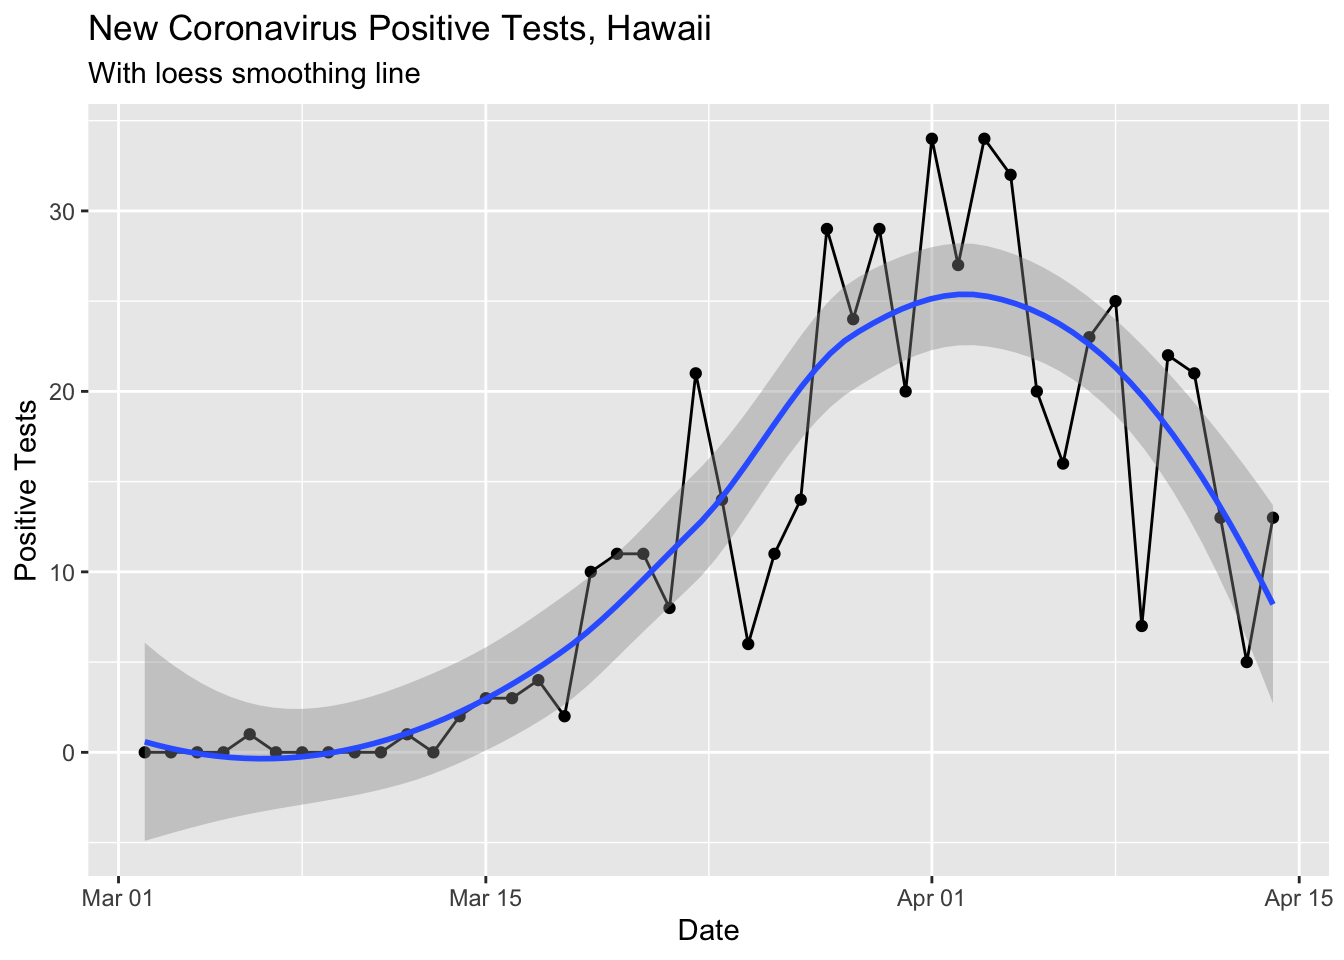 New Coronavirus Positive Tests, Hawaii
With loess smoothing line
Positive Tests
30
20
10
0
Mar 01 Mar 15 Apr 01 Apr 15
Date